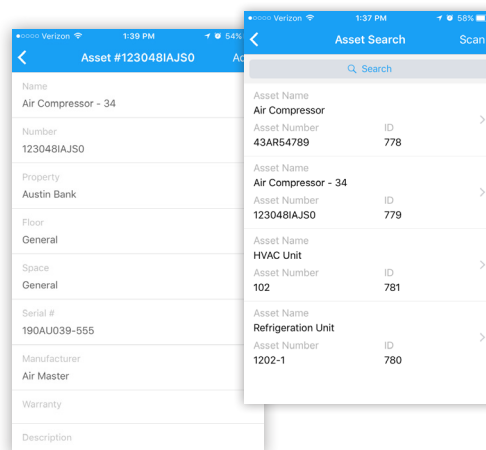 Verizon 1:39 PM 54%
Asset #123048IAJS0
Name
Air Compressor - 34
Number
123048IAJS0
Property
Austin Bank
Floor
General
Space
General
Serial #
190AU039-555
Manufacturer
Air Master
Warranty
Description
Verizon 1:37 PM 58%
Asset Search Scan
Search
Asset Name
Air Compressor
Asset Number ID
43AR54789 778
Asset Name
Air Compressor - 34
Asset Number ID
123048IAJS0 779
Asset Name
HVAC Unit
Asset Number ID
102 781
Asset Name
Refrigeration Unit
Asset Number ID
1202-1 780